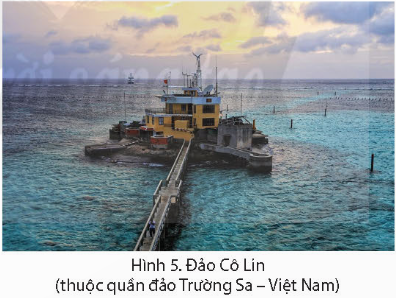 Hình 5. Đảo Cô Lin
(thuộc quần đảo Trường Sa – Việt Nam)